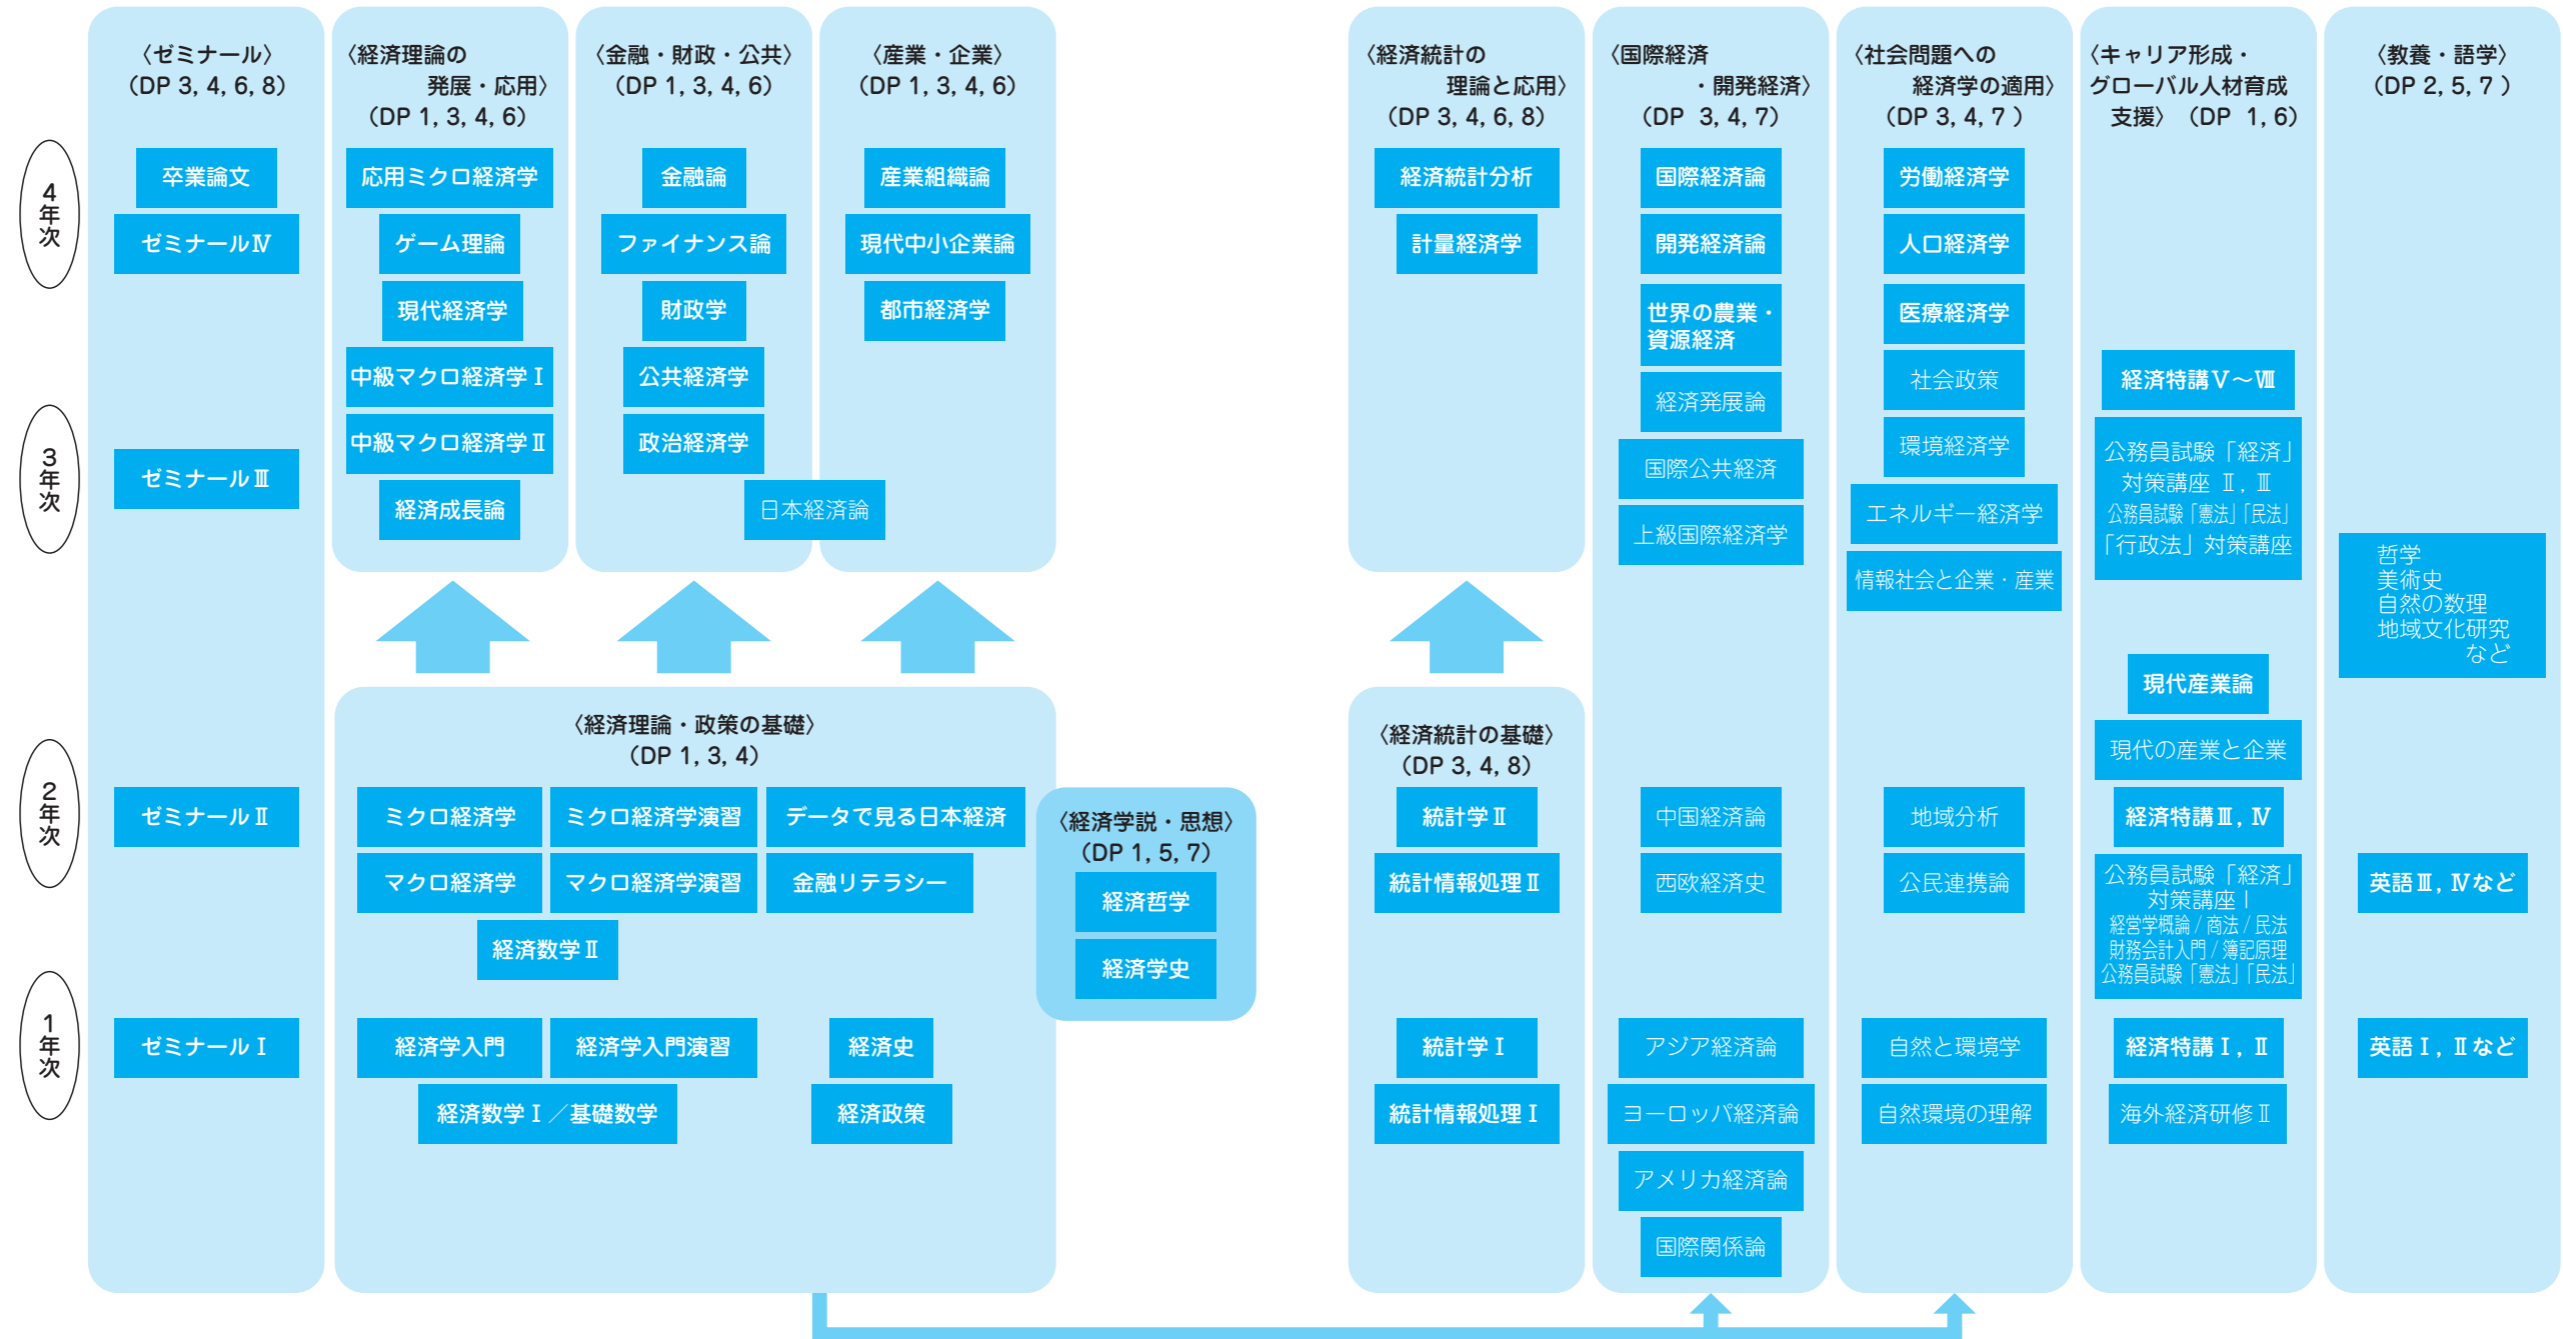 〈ゼミナール〉
（DP 3, 4, 6, 8）
〈経済理論の
発展・応用〉
（DP 1, 3, 4, 6）
〈金融・財政・公共〉
（DP 1, 3, 4, 6）
〈産業・企業〉
（DP 1, 3, 4, 6）
〈経済統計の
理論と応用〉
（DP 3, 4, 6, 8）
〈国際経済
・開発経済〉
（DP 3, 4, 7）
〈社会問題への
経済学の適用〉
（DP 3, 4, 7 ）
〈キャリア形成・
グローバル人材育成
支援〉（DP 1, 6）
〈教養・語学〉
（DP 2, 5, 7 ）
4年次
3年次
2年次
1年次
卒業論文
ゼミナールⅣ
ゼミナールⅢ
ゼミナールⅡ
ゼミナールⅠ
応用ミクロ経済学
ゲーム理論
現代経済学
中級マクロ経済学Ⅰ
中級マクロ経済学Ⅱ
経済成長論
金融論
ファイナンス論
財政学
公共経済学
政治経済学
日本経済論
産業組織論
現代中小企業論
都市経済学
〈経済理論・政策の基礎〉
（DP 1, 3, 4）
ミクロ経済学
ミクロ経済学演習
データで見る日本経済
マクロ経済学
マクロ経済学演習
金融リテラシー
経済数学Ⅱ
経済学入門
経済学入門演習
経済史
経済数学Ⅰ／基礎数学
経済政策
〈経済学説・思想〉
（DP 1, 5, 7）
経済哲学
経済学史
経済統計分析
計量経済学
〈経済統計の基礎〉
（DP 3, 4, 8）
統計学Ⅱ
統計情報処理Ⅱ
統計学Ⅰ
統計情報処理Ⅰ
国際経済論
開発経済論
世界の農業・
資源経済
経済発展論
国際公共経済
上級国際経済学
中国経済論
西欧経済史
アジア経済論
ヨーロッパ経済論
アメリカ経済論
国際関係論
労働経済学
人口経済学
医療経済学
社会政策
環境経済学
エネルギー経済学
情報社会と企業・産業
地域分析
公民連携論
自然と環境学
自然環境の理解
経済特講Ⅴ～Ⅷ
公務員試験「経済」
対策講座 Ⅱ, Ⅲ
公務員試験「憲法」「民法」
「行政法」対策講座
現代産業論
現代の産業と企業
経済特講Ⅲ, Ⅳ
公務員試験「経済」
対策講座Ⅰ
経営学概論 / 商法 / 民法
財務会計入門 / 簿記原理
公務員試験「憲法」「民法」
経済特講Ⅰ, Ⅱ
海外経済研修Ⅱ
哲学
美術史
自然の数理
地域文化研究
など
英語Ⅲ, Ⅳなど
英語Ⅰ, Ⅱなど